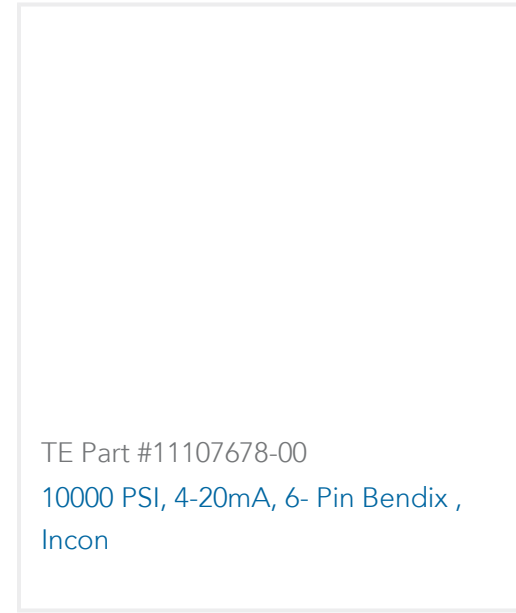 TE Part #11107678-00
10000 PSI, 4-20mA, 6- Pin Bendix ,
Incon